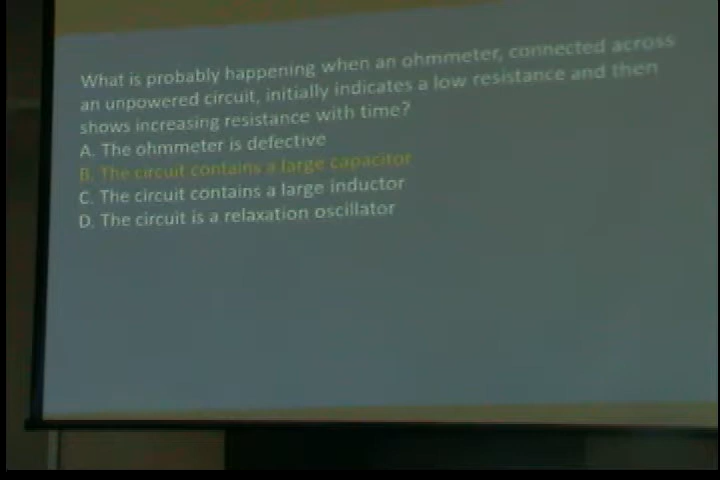 What is probably happening when an ohmmeter, connected across
an unpowered circuit, initially indicates a low resistance and then
shows increasing resistance with time?
A. The ohmmeter is defective
B. The circuit contains a large capacitor
C. The circuit contains a large inductor
D. The circuit is a relaxation oscillator